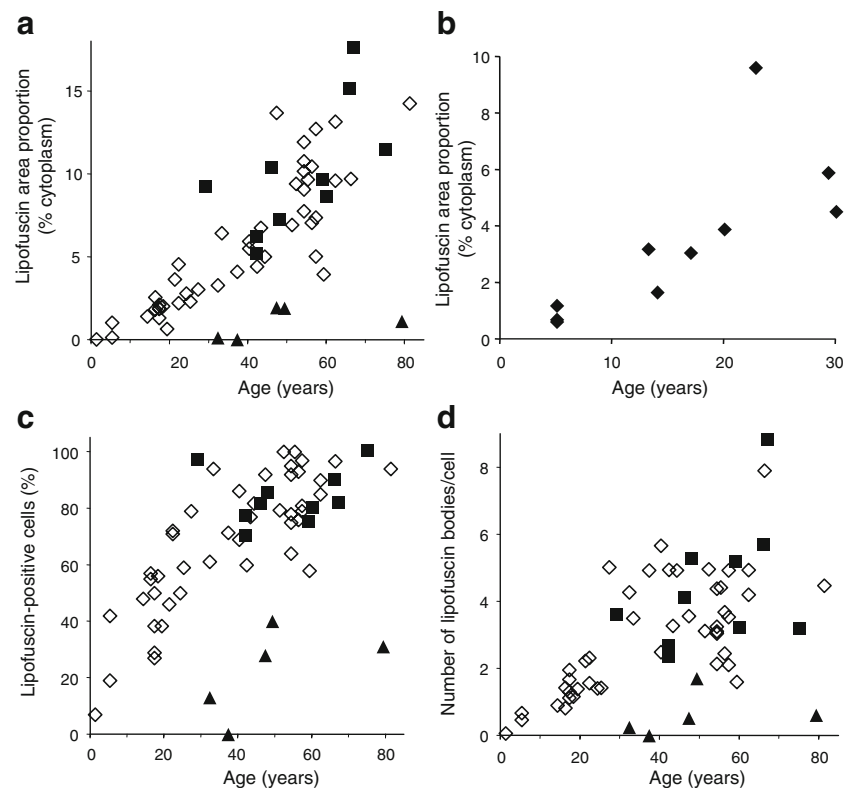 a
Lipofuscin area proportion
(% cytoplasm)
15
10
5
0
0 20 40 60 80
Age (years)
b
Lipofuscin area proportion
(% cytoplasm)
10
8
6
4
2
0
0 10 20 30
Age (years)
c
Lipofuscin-positive cells (%)
100
80
60
40
20
0
0 20 40 60 80
Age (years)
d
Number of lipofuscin bodies/cell
8
6
4
2
0
0 20 40 60 80
Age (years)